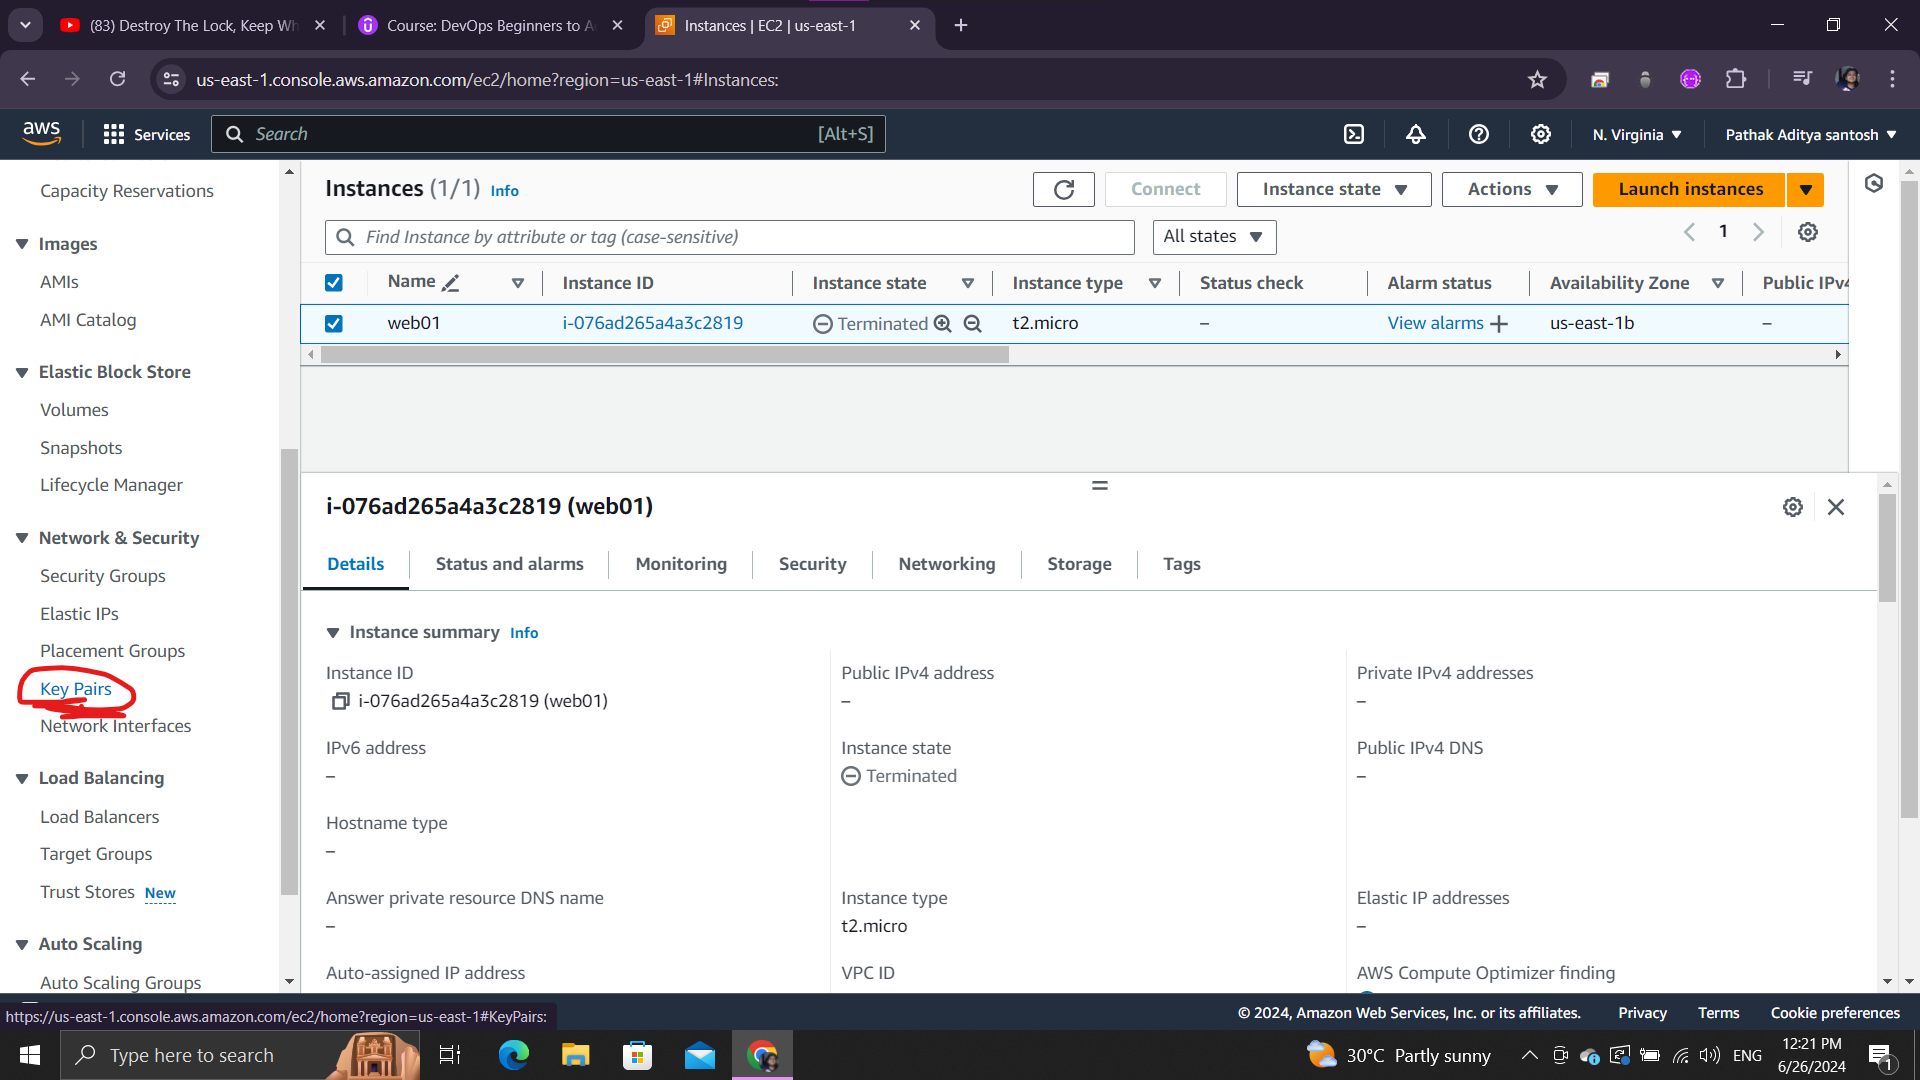 (83) Destroy The Lock, Keep Wh
Course: DevOps Beginners to A
Instances | EC2 | us-east-1
us-east-1.console.aws.amazon.com/ec2/home?region=us-east-1#Instances:
aws
Services
Search
[Alt+S]
N. Virginia
Pathak Aditya santosh
Capacity Reservations
Images
AMIs
AMI Catalog
Elastic Block Store
Volumes
Snapshots
Lifecycle Manager
Network & Security
Security Groups
Elastic IPs
Placement Groups
Key Pairs
Network Interfaces
Load Balancing
Load Balancers
Target Groups
Trust Stores New
Auto Scaling
Auto Scaling Groups
Instances (1/1) Info
Connect
Instance state
Actions
Launch instances
Find Instance by attribute or tag (case-sensitive)
All states
1
Name
Instance ID
Instance state
Instance type
Status check
Alarm status
Availability Zone
Public IPv4
web01
i-076ad265a4a3c2819
Terminated
t2.micro
–
View alarms
us-east-1b
–
i-076ad265a4a3c2819 (web01)
Details
Status and alarms
Monitoring
Security
Networking
Storage
Tags
Instance summary Info
Instance ID
i-076ad265a4a3c2819 (web01)
Public IPv4 address
–
Private IPv4 addresses
–
IPv6 address
–
Instance state
Terminated
Public IPv4 DNS
–
Hostname type
–
Answer private resource DNS name
–
Instance type
t2.micro
Elastic IP addresses
–
Auto-assigned IP address
VPC ID
AWS Compute Optimizer finding
https://us-east-1.console.aws.amazon.com/ec2/home?region=us-east-1#KeyPairs:
© 2024, Amazon Web Services, Inc. or its affiliates.
Privacy
Terms
Cookie preferences
Type here to search
30°C Partly sunny
ENG
12:21 PM
6/26/2024
1